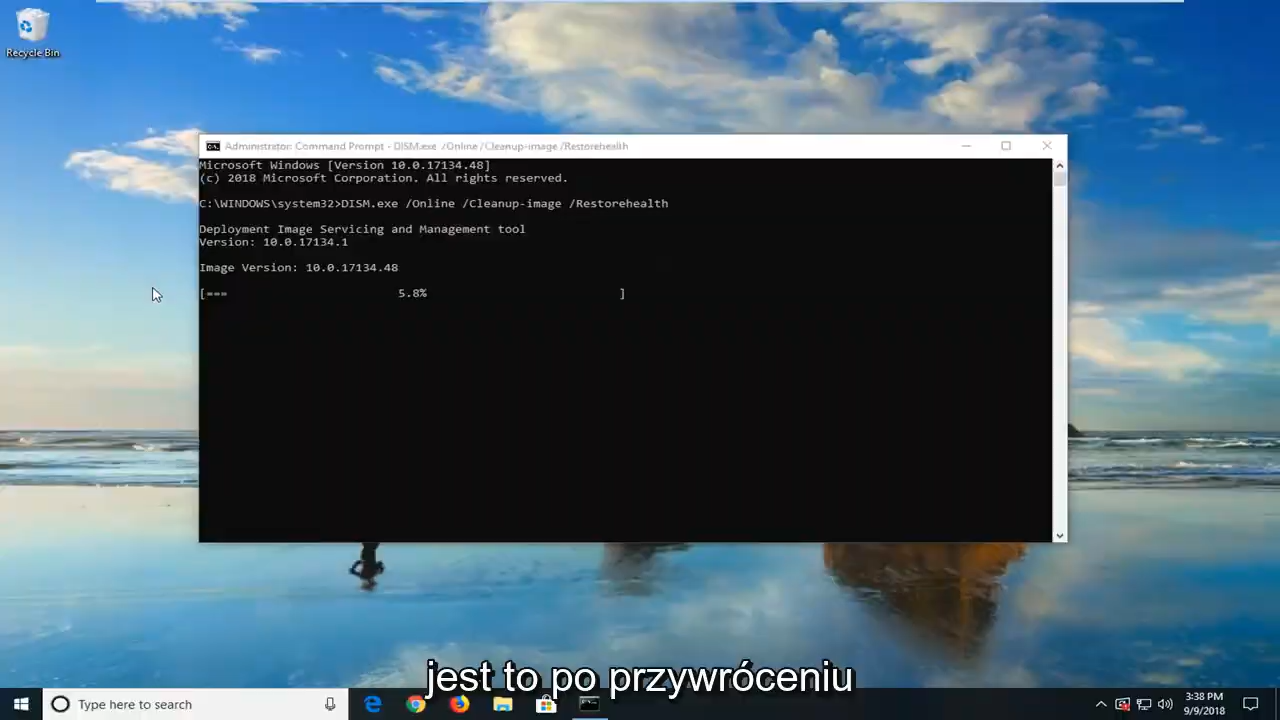 Recycle Bin
Administrator: Command Prompt - DISM.exe /Online /Cleanup-image /Restorehealth
Microsoft Windows [Version 10.0.17134.48]
(c) 2018 Microsoft Corporation. All rights reserved.
C:\WINDOWS\system32>DISM.exe /Online /Cleanup-image /Restorehealth
Deployment Image Servicing and Management tool
Version: 10.0.17134.1
Image Version: 10.0.17134.48
[=== 5.8% ]
jest to po przywróceniu
Type here to search
3:38 PM
9/9/2018